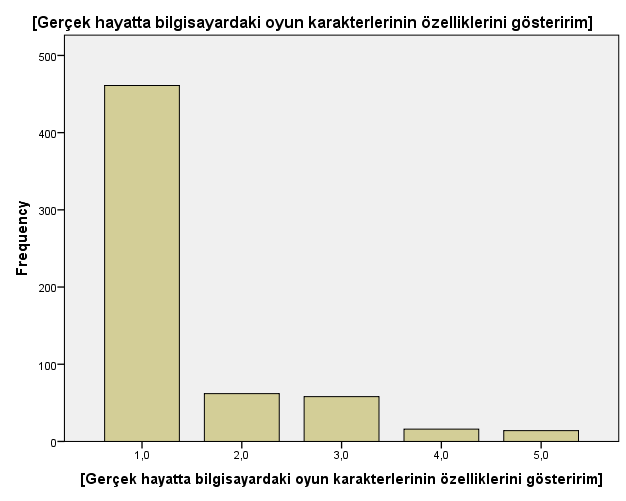 [Gerçek hayatta bilgisayardaki oyun karakterlerinin özelliklerini gösteririm]
500
400
300
200
100
0
Frequency
1,0 2,0 3,0 4,0 5,0
[Gerçek hayatta bilgisayardaki oyun karakterlerinin özelliklerini gösteririm]